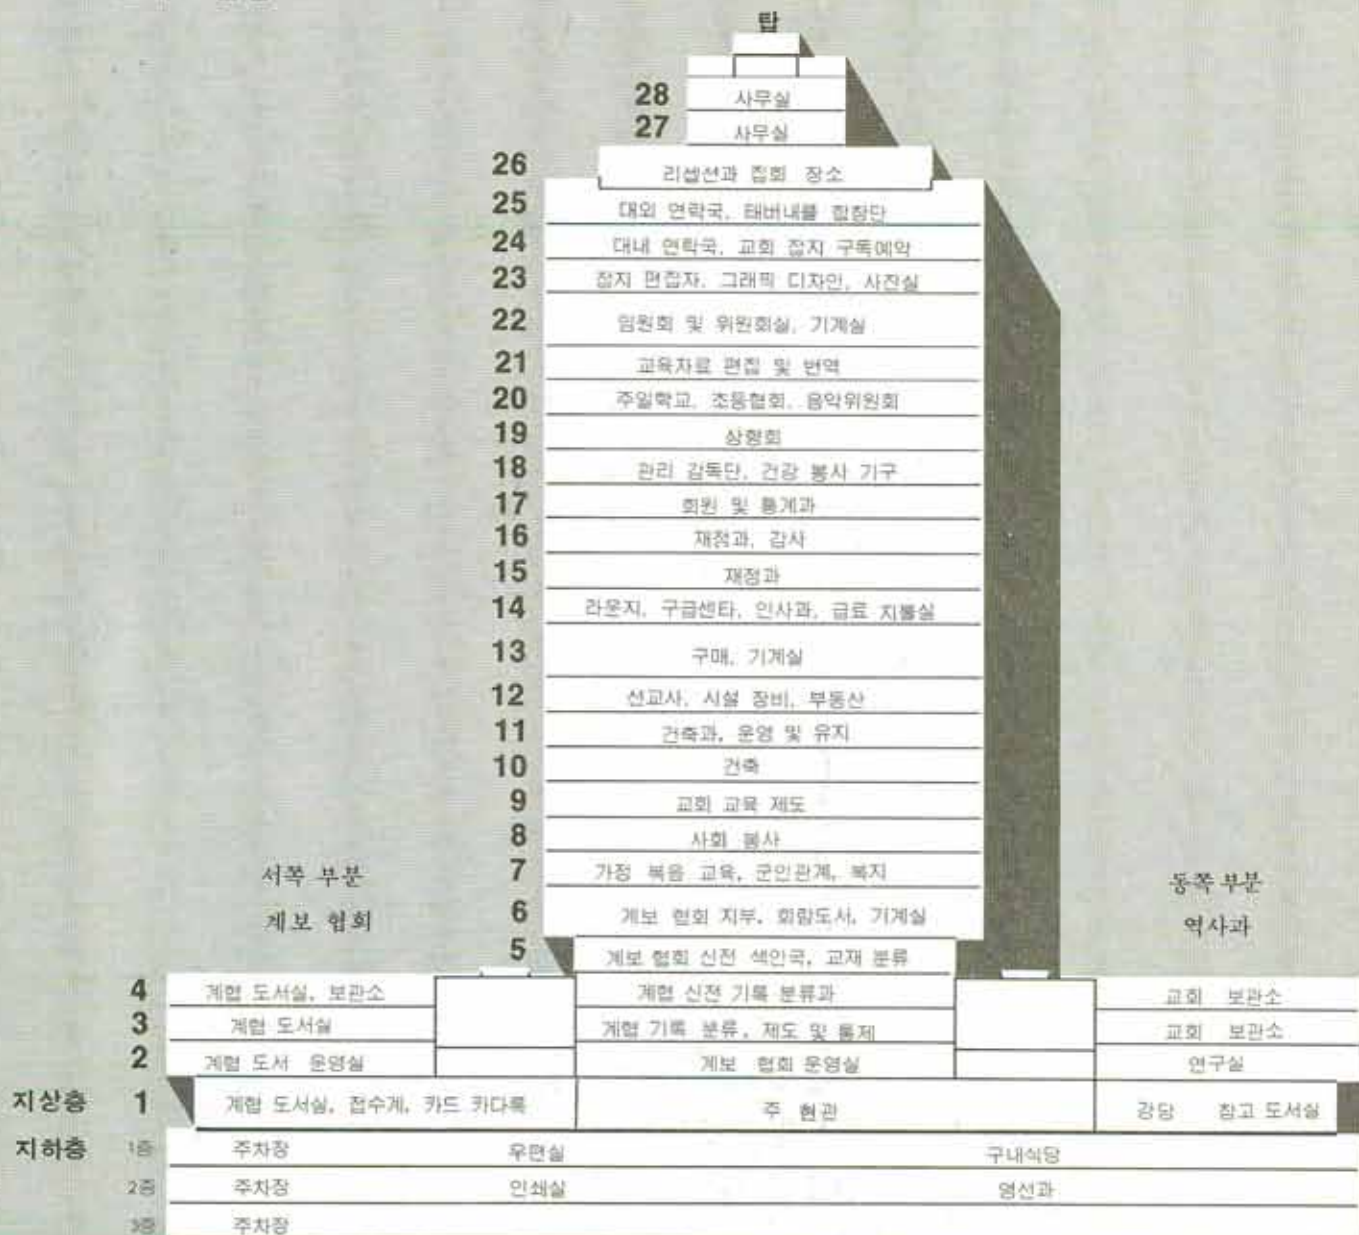 탑
28 사무실
27 사무실
26 리셉션과 집회 장소
25 대외 연락국, 태버내클 합창단
24 대내 연락국, 교회 잡지 구독예약
23 잡지 편집자, 그래픽 디자인, 사진실
22 임원회 및 위원회실, 기계실
21 교육자료 편집 및 번역
20 주일학교, 초등협회, 음악위원회
19 상형회
18 관리 감독단, 건강 봉사 기구
17 회원 및 통계과
16 재정과, 감사
15 재정과
14 라운지, 구급센타, 인사과, 급료 지불실
13 구매, 기계실
12 선교사, 시설 장비, 부동산
11 건축과, 운영 및 유지
10 건축
9 교회 교육 제도
8 사회 봉사
서쪽 부분 7 가정 복음 교육, 군인관계, 복지 동쪽 부분
계보 협회 6 계보 협회 지부, 회람도서, 기계실 역사과
5 계보 협회 신전 색인국, 교재 분류
4 계협 도서실, 보관소 계협 신전 기록 분류과 교회 보관소
3 계협 도서실 계협 기록 분류, 제도 및 통제 교회 보관소
2 계협 도서 운영실 계보 협회 운영실 연구실
지상층 1 계협 도서실, 접수계, 카드 카다록 주 현관 강당 참고 도서실
지하층 1층 주차장 우편실 구내식당
2층 주차장 인쇄실 영선과
3층 주차장